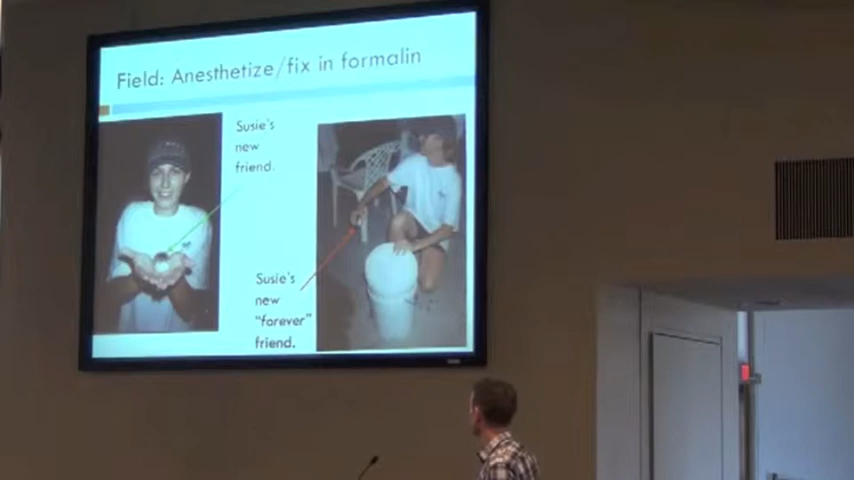 Field: Anesthetize/fix in formalin
Susie's
new
friend.
Susie's
new
"forever"
friend.